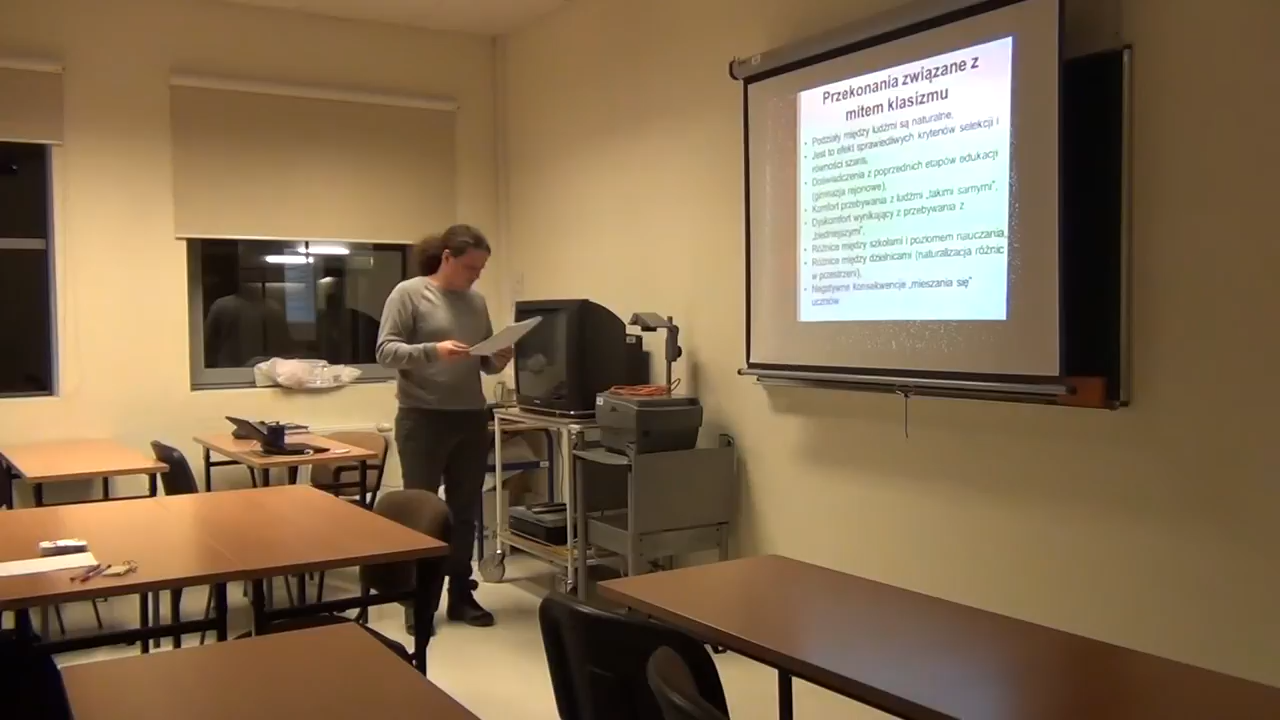 Przekonania związane z
mitem klasizmu
• Podziały między ludźmi są naturalne,
• Jest to efekt sprawiedliwych kryteriów selekcji i
równości szans,
• Doświadczenia z poprzednich etapów edukacji
(gimnazja rejonowe),
• Komfort przebywania z ludźmi „takimi samymi”,
• Dyskomfort wynikający z przebywania z
„biedniejszymi”,
• Różnice między szkołami i poziomem nauczania,
• Różnice między dzielnicami (naturalizacja różnic
w przestrzeni),
• Negatywne konsekwencje „mieszania się”
uczniów